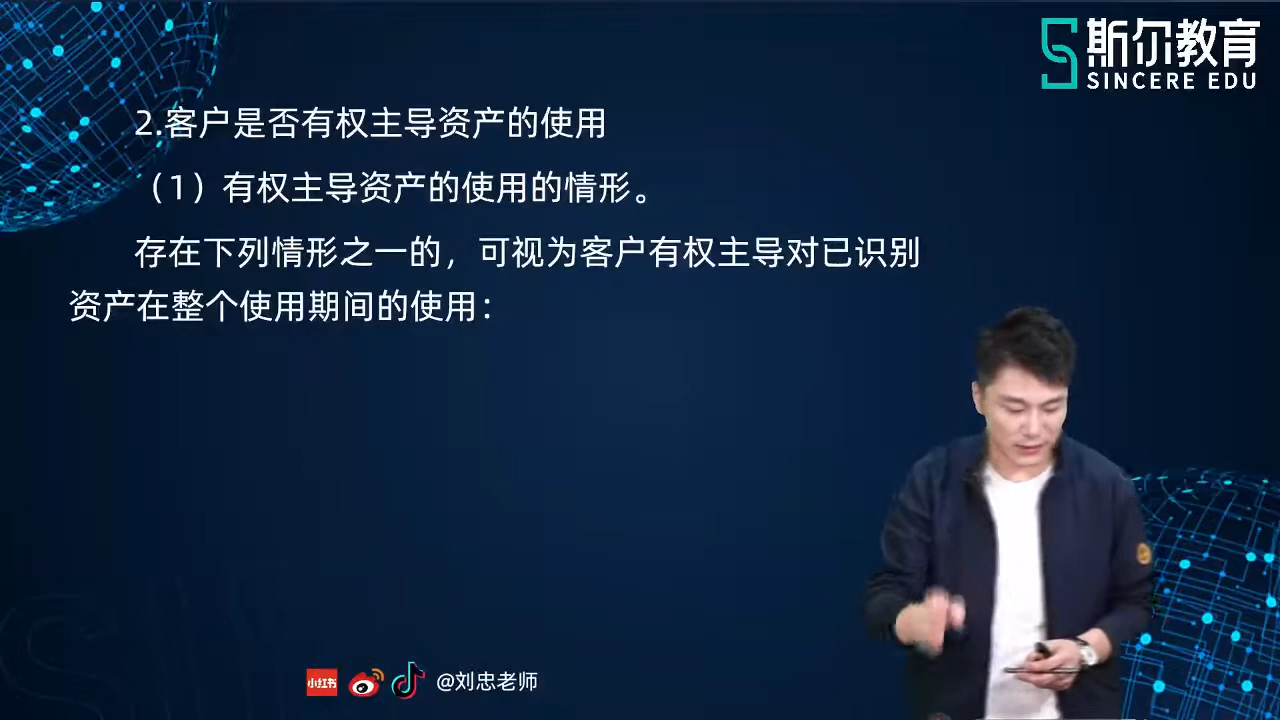 斯尔教育
SINCERE EDU
2.客户是否有权主导资产的使用
（1）有权主导资产的使用的情形。
存在下列情形之一的，可视为客户有权主导对已识别
资产在整个使用期间的使用：
小红书
@刘忠老师